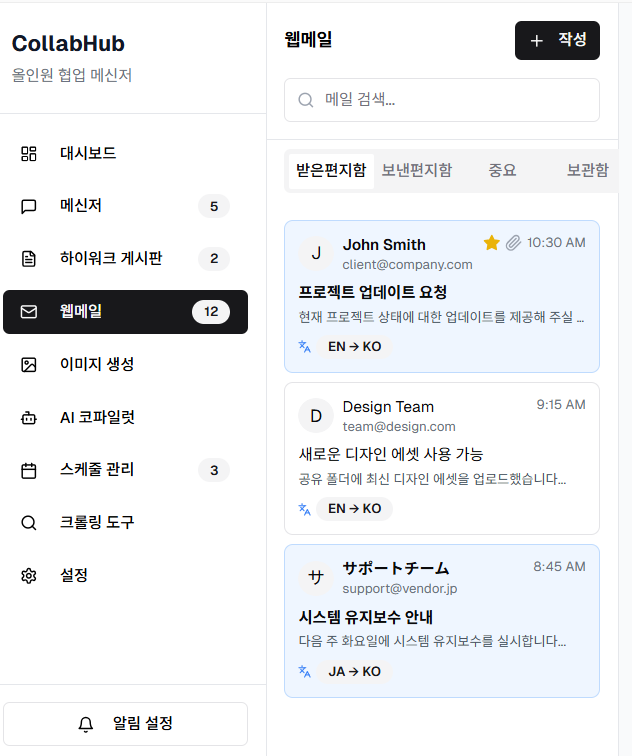 CollabHub
올인원 협업 메신저
대시보드
메신저 5
하이워크 게시판 2
웹메일 12
이미지 생성
AI 코파일럿
스케줄 관리 3
크롤링 도구
설정
알림 설정
웹메일
작성
메일 검색...
받은편지함 보낸편지함 중요 보관함
J John Smith 10:30 AM
client@company.com
프로젝트 업데이트 요청
현재 프로젝트 상태에 대한 업데이트를 제공해 주실 ...
EN → KO
D Design Team 9:15 AM
team@design.com
새로운 디자인 에셋 사용 가능
공유 폴더에 최신 디자인 에셋을 업로드했습니다...
EN → KO
サ サポートチーム 8:45 AM
support@vendor.jp
시스템 유지보수 안내
다음 주 화요일에 시스템 유지보수를 실시합니다...
JA → KO